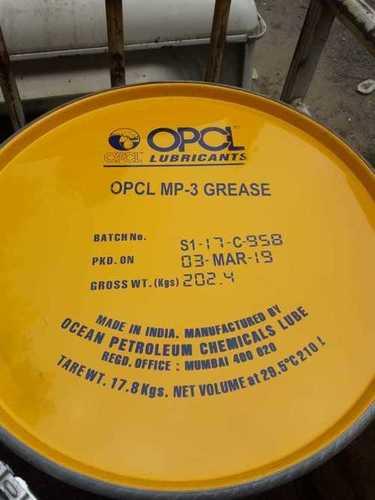 OPCL
OPCL LUBRICANTS
OPCL MP-3 GREASE
BATCH No. S1-17-C-958
PKD. ON 03-MAR-19
GROSS WT. (Kgs) 202.4
MADE IN INDIA. MANUFACTURED BY
OCEAN PETROLEUM CHEMICALS LUBE
REGD. OFFICE : MUMBAI 400 020
TAREWT. 17.8 Kgs. NET VOLUME at 29.5°C 210 L